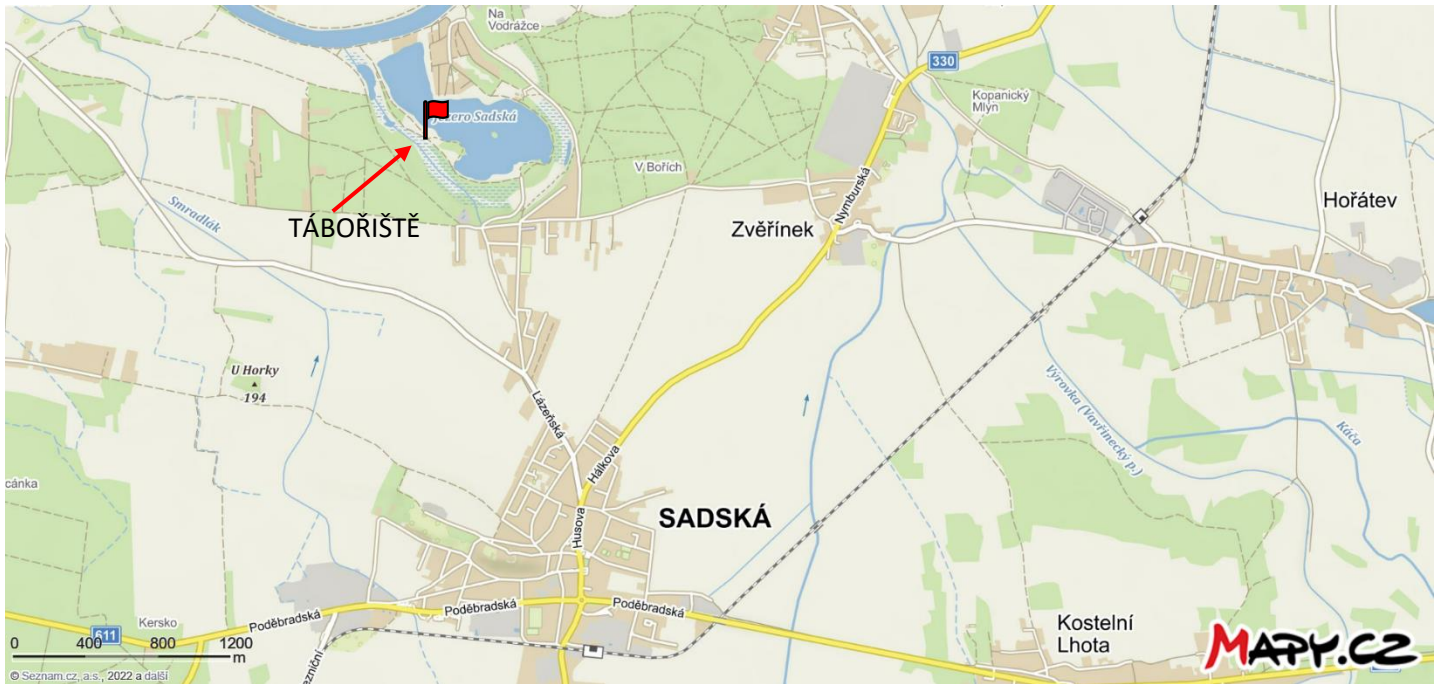 Na
Vodrážce
330
Kopanický
Mlýn
jezero Sadská
V Bořích
Nymburská
Hořátev
Smradlák
TÁBOŘIŠTĚ
Zvěřínek
U Horky
194
Lázeňská
Výrovka (Vavřinecký p.)
Káča
Hálkova
cánka
SADSKÁ
Husova
Poděbradská
Poděbradská
Poděbradská
Kersko
611
Kostelní
Lhota
0 400 800 1200
m
zniční
MAPY.CZ
© Seznam.cz, a.s., 2022 a další